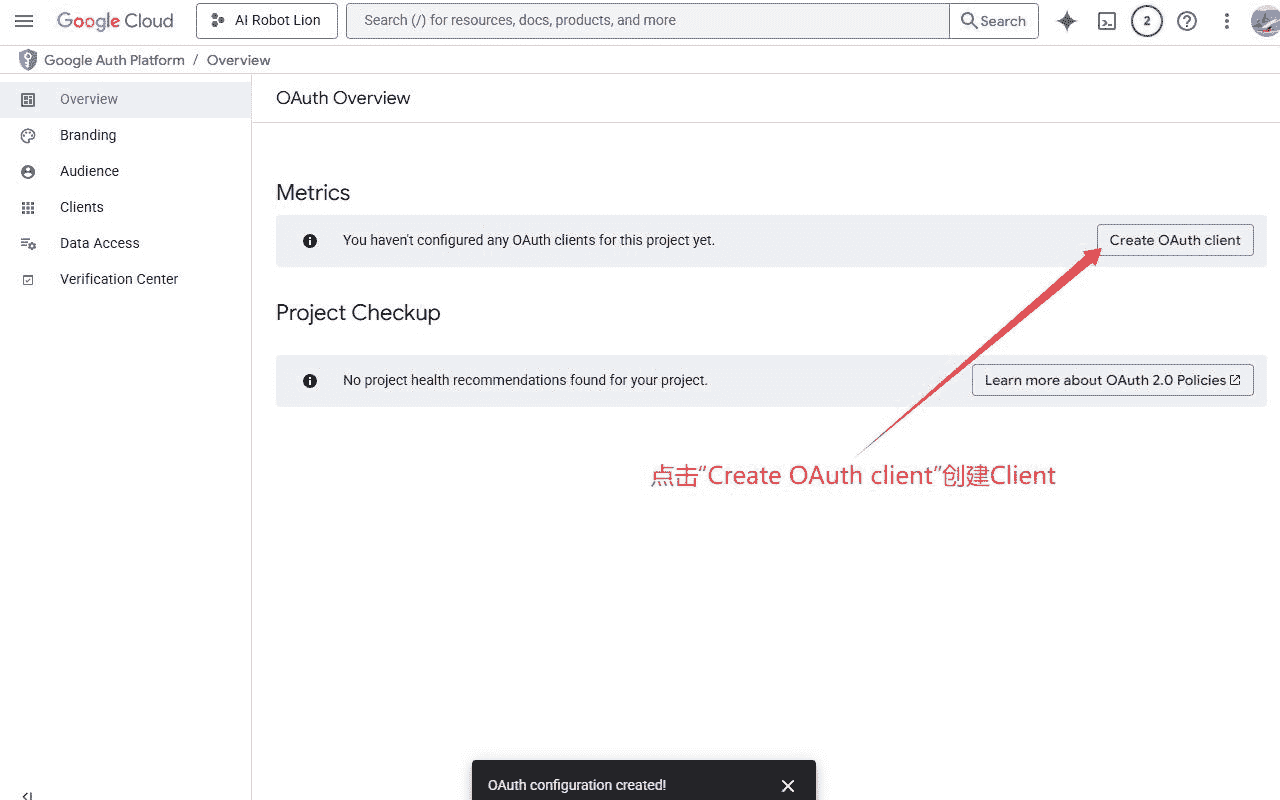 Google Cloud
AI Robot Lion
Search (/) for resources, docs, products, and more
Search
2
Google Auth Platform / Overview
Overview
Branding
Audience
Clients
Data Access
Verification Center
OAuth Overview
Metrics
You haven't configured any OAuth clients for this project yet.
Create OAuth client
Project Checkup
No project health recommendations found for your project.
Learn more about OAuth 2.0 Policies
点击“Create OAuth client”创建Client
OAuth configuration created!